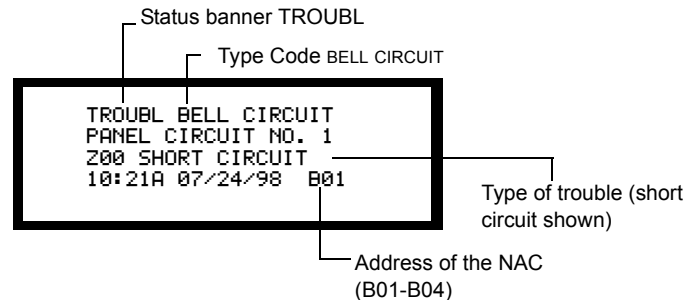 Status banner TROUBL
Type Code BELL CIRCUIT
TROUBL BELL CIRCUIT
PANEL CIRCUIT NO. 1
Z00 SHORT CIRCUIT
10:21A 07/24/98 B01
Type of trouble (short
circuit shown)
Address of the NAC
(B01-B04)